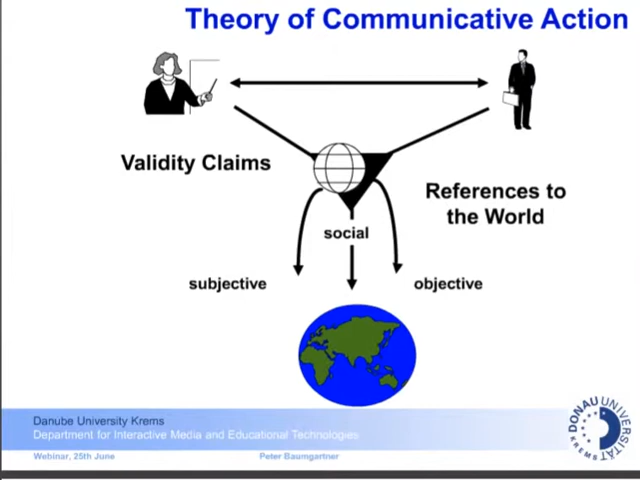 Theory of Communicative Action
Validity Claims
References to
the World
social
subjective
objective
Danube University Krems
Department for Interactive Media and Educational Technologies
Webinar, 25th June
Peter Baumgartner
DONAU UNIVERSITÄT
KREMS